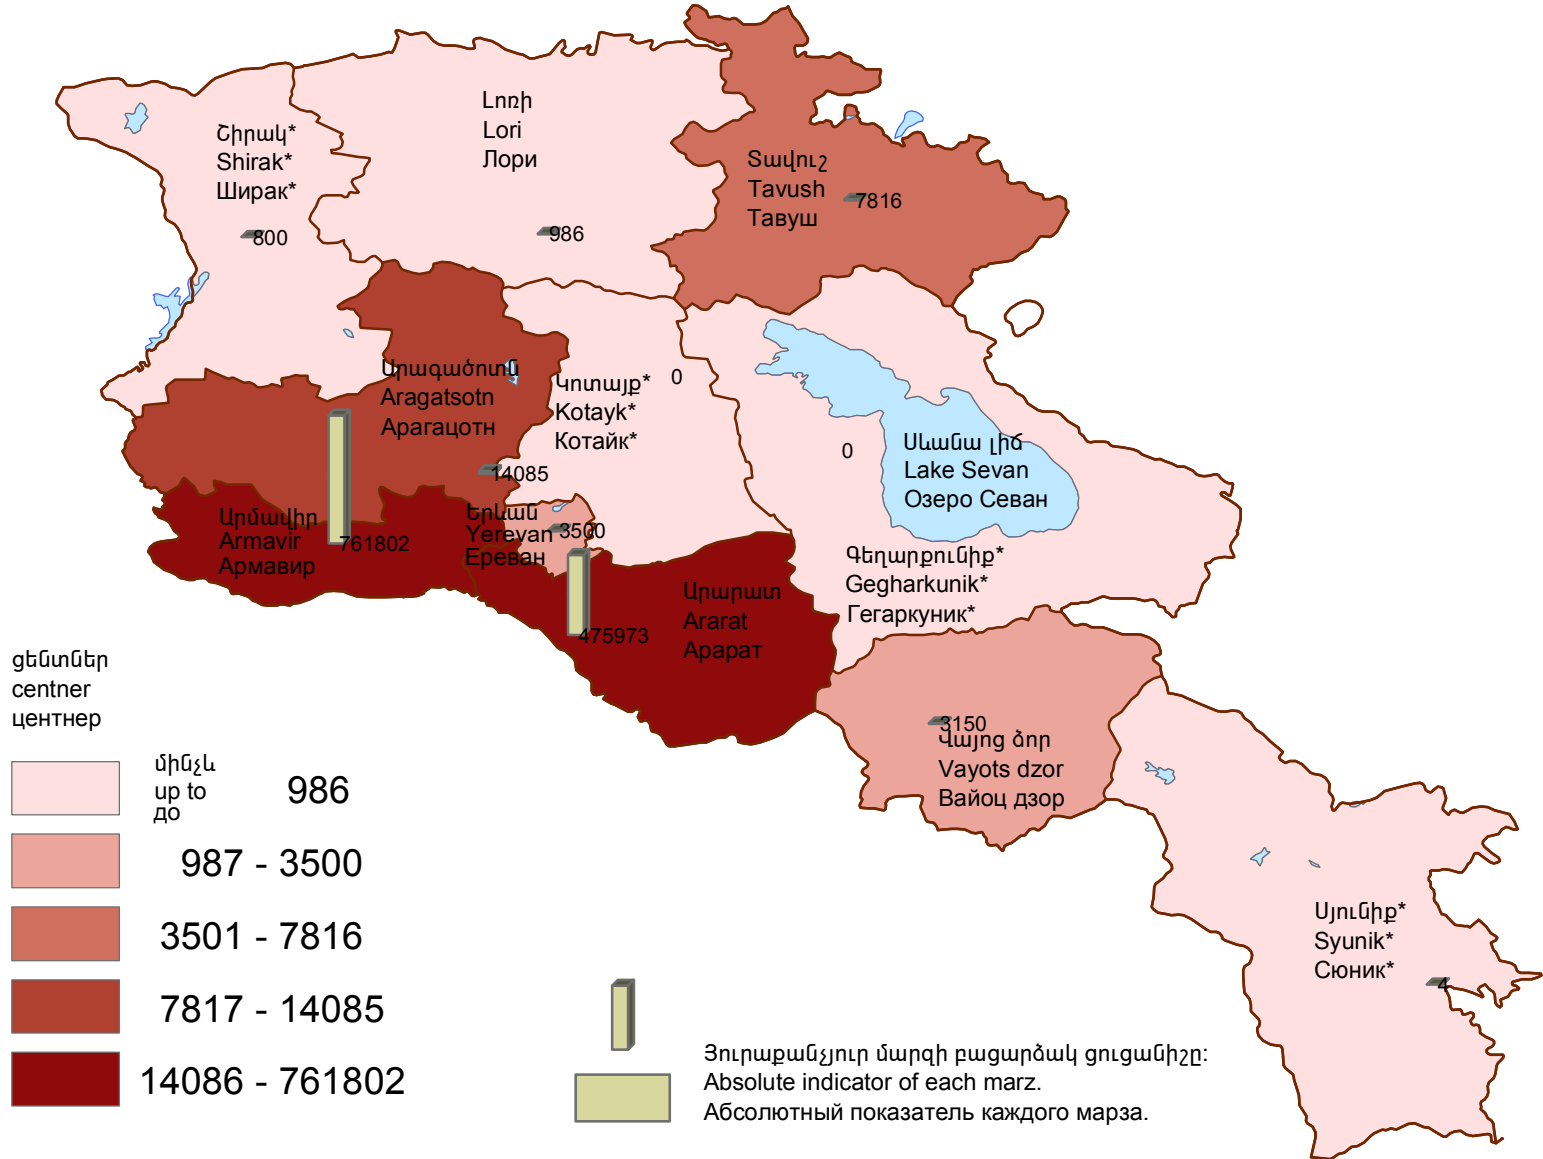 Շիրակ*
Shirak*
Ширак*
800
Լոռի
Lori
Лори
986
Տավուշ
Tavush
Тавуш
7816
Արագածոտն
Aragatsotn
Арагацотн
14085
Կոտայք*
Kotayk*
Котайк*
0
Սևանա լիճ
Lake Sevan
Озеро Севан
0
Գեղարքունիք*
Gegharkunik*
Гегаркуник*
Արմավիր
Armavir
Армавир
761802
Երևան
Yerevan
Ереван
3500
Արարատ
Ararat
Арарат
475973
3150
Վայոց ձոր
Vayots dzor
Вайоц дзор
Սյունիք*
Syunik*
Сюник*
4
ցենտներ
centner
центнер
մինչև
up to
до
986
987 - 3500
3501 - 7816
7817 - 14085
14086 - 761802
Յուրաքանչյուր մարզի բացարձակ ցուցանիշը:
Absolute indicator of each marz.
Абсолютный показатель каждого марза.